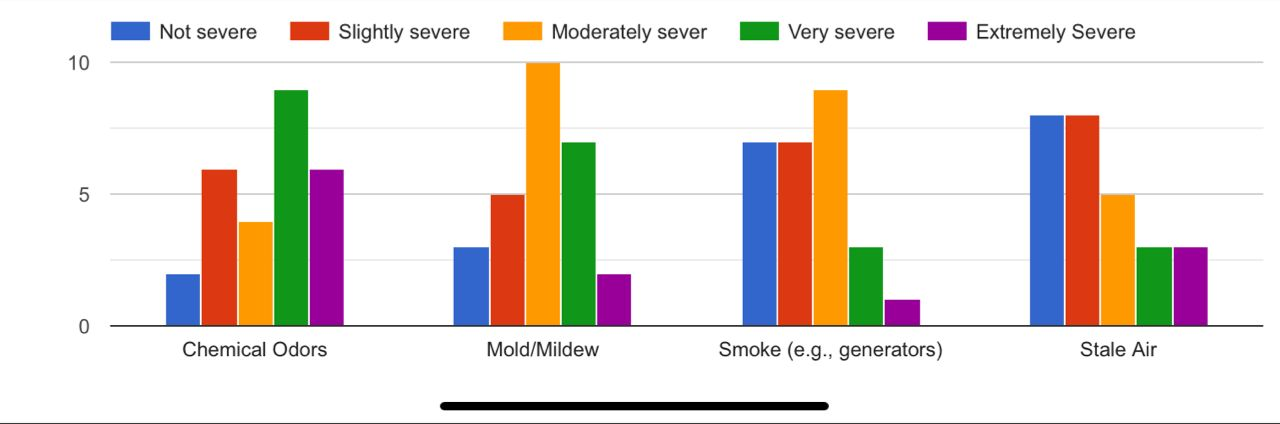 Not severe Slightly severe Moderately sever Very severe Extremely Severe
10
5
0
Chemical Odors Mold/Mildew Smoke (e.g., generators) Stale Air